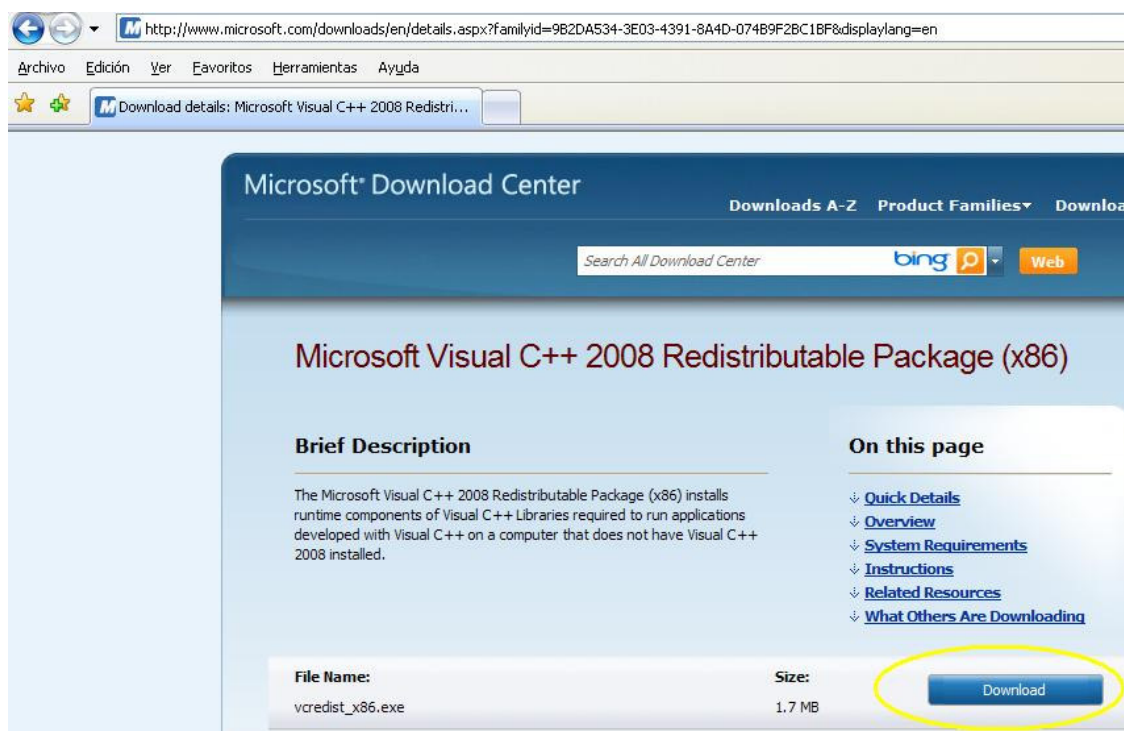 http://www.microsoft.com/downloads/en/details.aspx?familyid=9B2DA534-3E03-4391-8A4D-074B9F2BC1BF&displaylang=en
Archivo Edición Ver Favoritos Herramientas Ayuda
Download details: Microsoft Visual C++ 2008 Redistri...
Microsoft® Download Center
Downloads A-Z Product Families Downloa
Search All Download Center bing Web
Microsoft Visual C++ 2008 Redistributable Package (x86)
Brief Description
The Microsoft Visual C++ 2008 Redistributable Package (x86) installs
runtime components of Visual C++ Libraries required to run applications
developed with Visual C++ on a computer that does not have Visual C++
2008 installed.
On this page
Quick Details
Overview
System Requirements
Instructions
Related Resources
What Others Are Downloading
File Name: Size:
vcredist_x86.exe 1.7 MB
Download